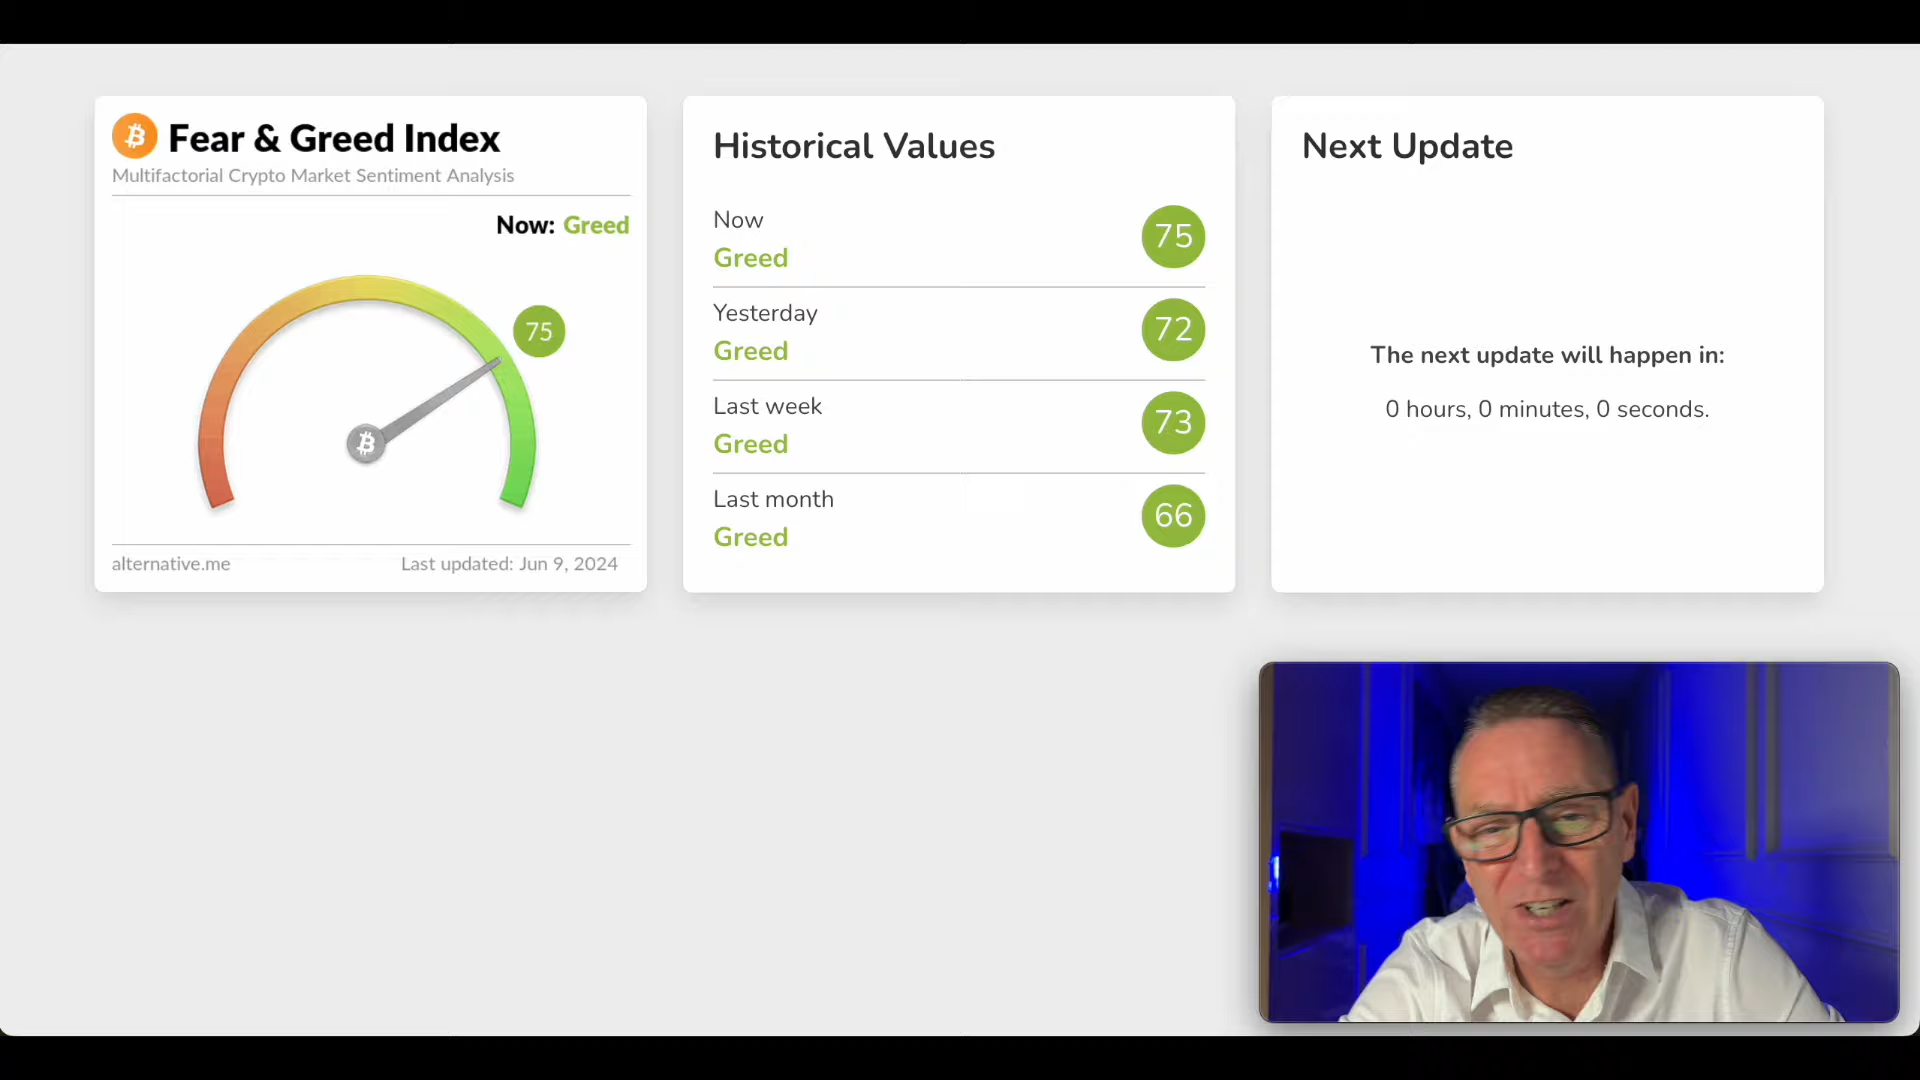 Fear & Greed Index
Multifactorial Crypto Market Sentiment Analysis
Now: Greed
75
alternative.me
Last updated: Jun 9, 2024
Historical Values
Now
Greed
75
Yesterday
Greed
72
Last week
Greed
73
Last month
Greed
66
Next Update
The next update will happen in:
0 hours, 0 minutes, 0 seconds.